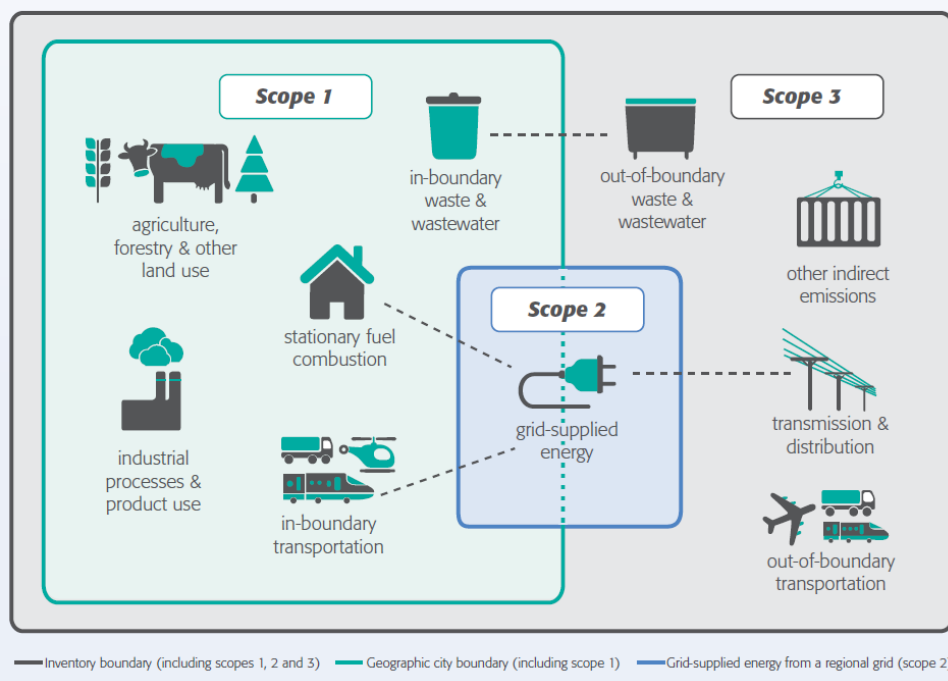 Scope 1
Scope 3
in-boundary
waste &
wastewater
out-of-boundary
waste &
wastewater
agriculture,
forestry & other
land use
other indirect
emissions
Scope 2
stationary fuel
combustion
grid-supplied
energy
transmission &
distribution
industrial
processes &
product use
in-boundary
transportation
out-of-boundary
transportation
Inventory boundary (including scopes 1, 2 and 3)
Geographic city boundary (including scope 1)
Grid-supplied energy from a regional grid (scope 2)